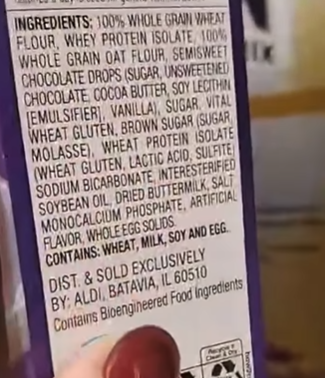 INGREDIENTS: 100% WHOLE GRAIN WHEAT
FLOUR, WHEY PROTEIN ISOLATE, 100%
WHOLE GRAIN OAT FLOUR, SEMISWEET
CHOCOLATE DROPS (SUGAR, UNSWEETENED
CHOCOLATE, COCOA BUTTER, SOY LECITHIN
[EMULSIFIER], VANILLA), SUGAR, VITAL
WHEAT GLUTEN, BROWN SUGAR (SUGAR,
MOLASSE), WHEAT PROTEIN ISOLATE
(WHEAT GLUTEN, LACTIC ACID, SULFITE)
SODIUM BICARBONATE, INTERESTERIFIED
SOYBEAN OIL, DRIED BUTTERMILK, SALT
MONOCALCIUM PHOSPHATE, ARTIFICIAL
FLAVOR, WHOLE EGG SOLIDS.
CONTAINS: WHEAT, MILK, SOY AND EGG.
DIST. & SOLD EXCLUSIVELY
BY: ALDI, BATAVIA, IL 60510
Contains Bioengineered Food Ingredients